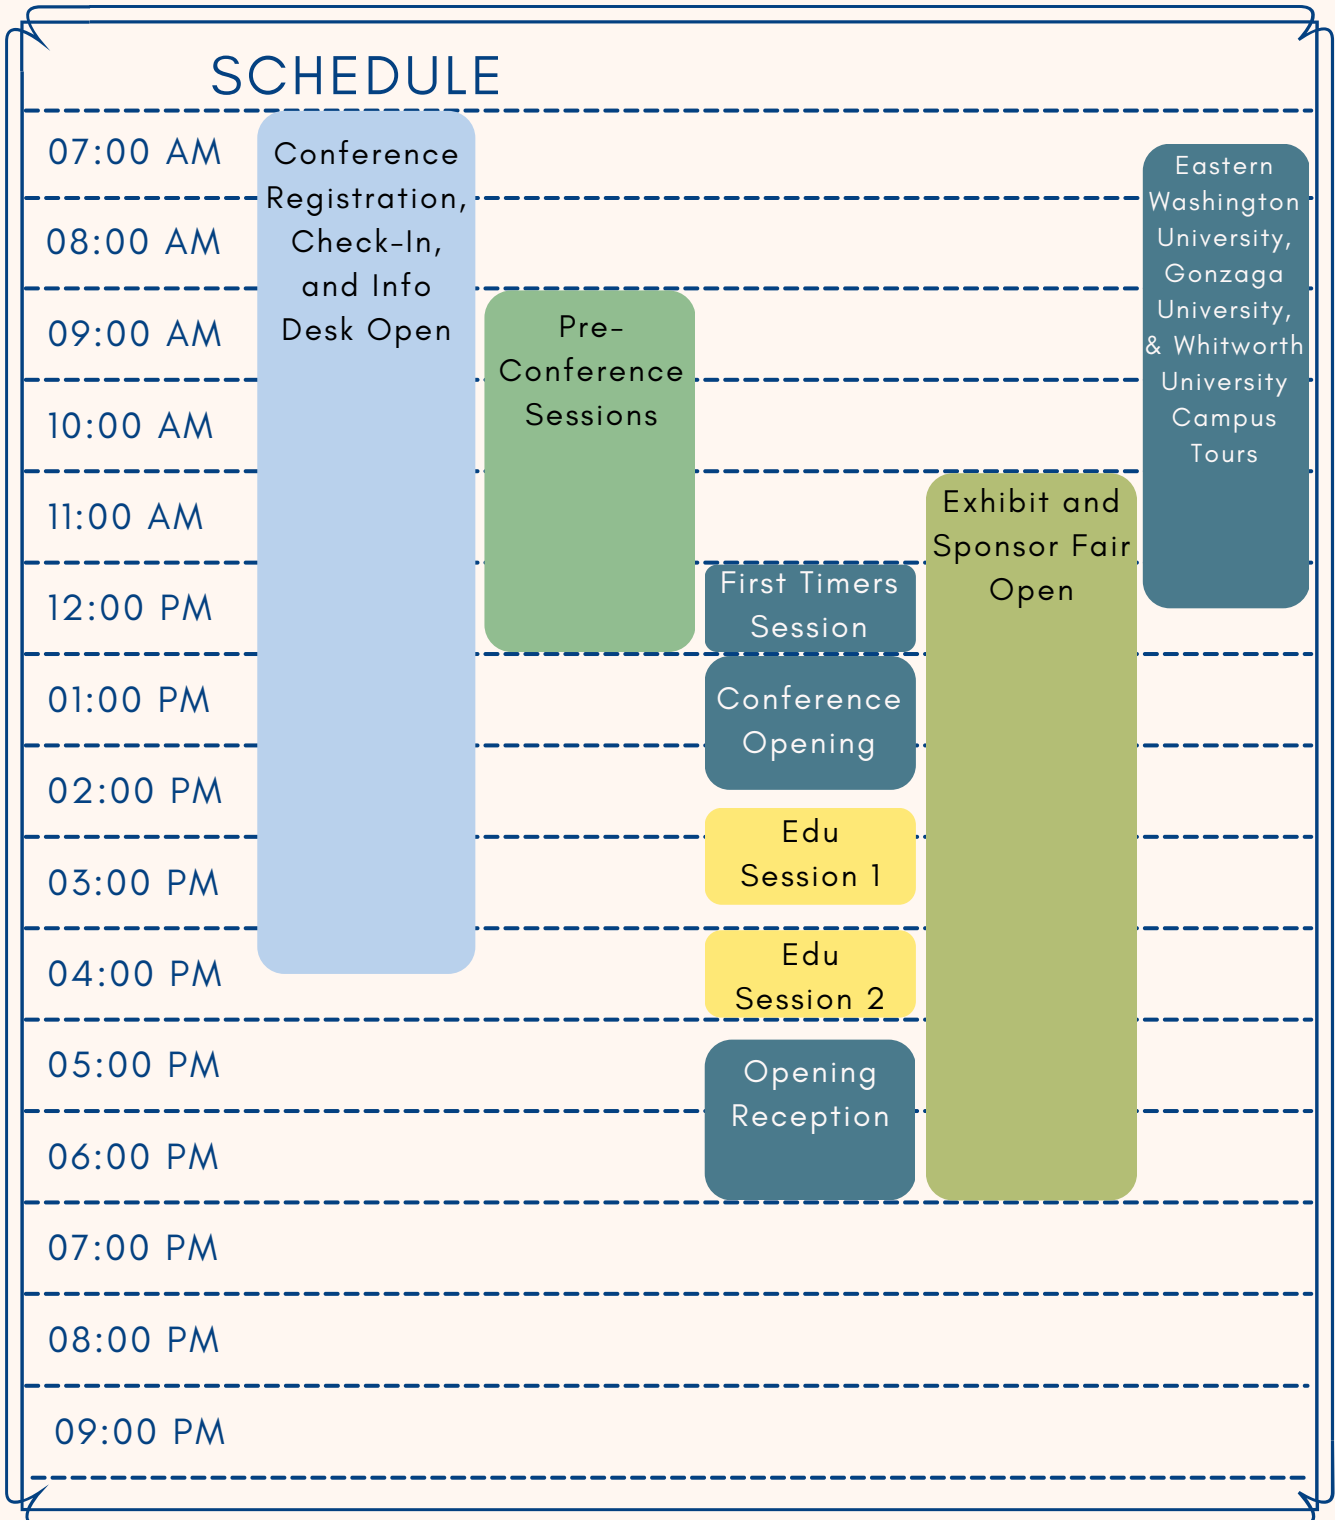 SCHEDULE
07:00 AM
08:00 AM
09:00 AM
10:00 AM
11:00 AM
12:00 PM
01:00 PM
02:00 PM
03:00 PM
04:00 PM
05:00 PM
06:00 PM
07:00 PM
08:00 PM
09:00 PM
Conference
Registration,
Check-In,
and Info
Desk Open
Pre-
Conference
Sessions
First Timers
Session
Conference
Opening
Edu
Session 1
Edu
Session 2
Opening
Reception
Exhibit and
Sponsor Fair
Open
Eastern
Washington
University,
Gonzaga
University,
& Whitworth
University
Campus
Tours